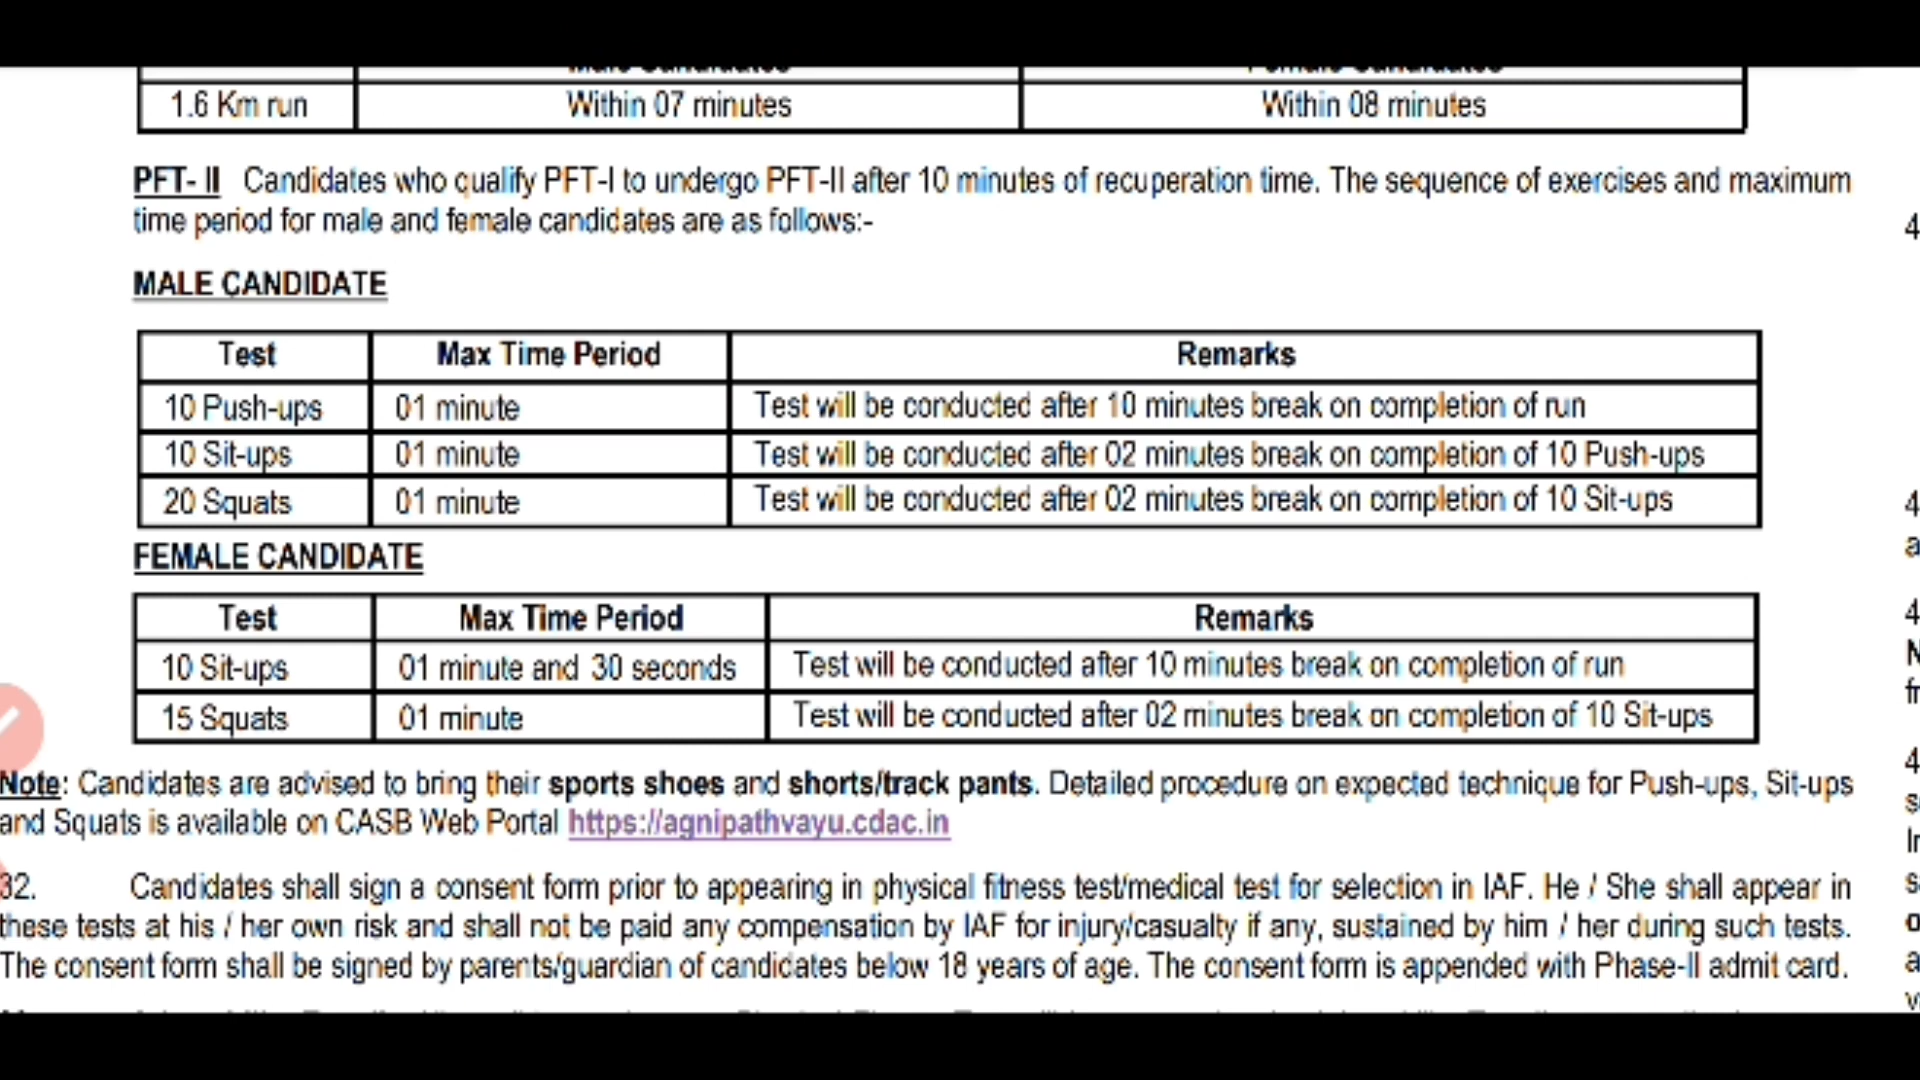 Male Candidates Female Candidates
1.6 Km run Within 07 minutes Within 08 minutes
PFT- II Candidates who qualify PFT-I to undergo PFT-II after 10 minutes of recuperation time. The sequence of exercises and maximum
time period for male and female candidates are as follows:-
MALE CANDIDATE
Test Max Time Period Remarks
10 Push-ups 01 minute Test will be conducted after 10 minutes break on completion of run
10 Sit-ups 01 minute Test will be conducted after 02 minutes break on completion of 10 Push-ups
20 Squats 01 minute Test will be conducted after 02 minutes break on completion of 10 Sit-ups
FEMALE CANDIDATE
Test Max Time Period Remarks
10 Sit-ups 01 minute and 30 seconds Test will be conducted after 10 minutes break on completion of run
15 Squats 01 minute Test will be conducted after 02 minutes break on completion of 10 Sit-ups
Note: Candidates are advised to bring their sports shoes and shorts/track pants. Detailed procedure on expected technique for Push-ups, Sit-ups
and Squats is available on CASB Web Portal https://agnipathvayu.cdac.in
32. Candidates shall sign a consent form prior to appearing in physical fitness test/medical test for selection in IAF. He / She shall appear in
these tests at his / her own risk and shall not be paid any compensation by IAF for injury/casualty if any, sustained by him / her during such tests.
The consent form shall be signed by parents/guardian of candidates below 18 years of age. The consent form is appended with Phase-II admit card.